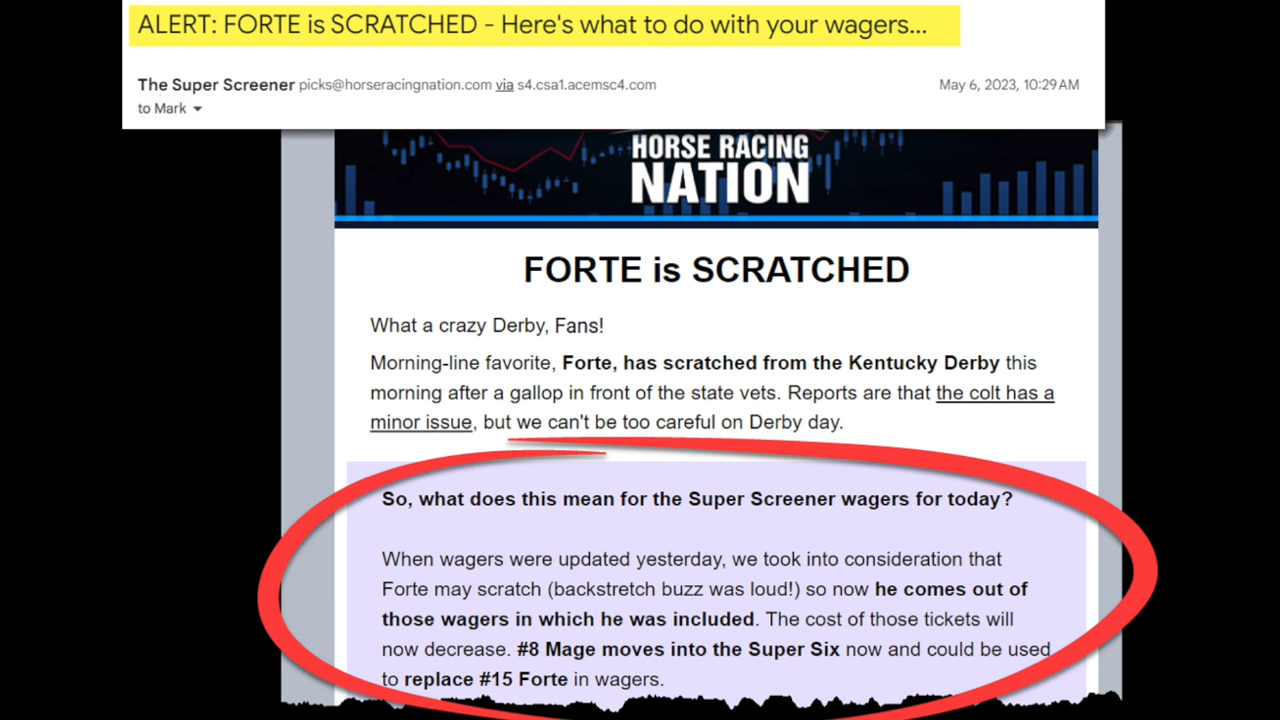 ALERT: FORTE is SCRATCHED - Here's what to do with your wagers...
The Super Screener picks@horseracingnation.com via s4.csa1.acemsc4.com May 6, 2023, 10:29 AM
to Mark
HORSE RACING
NATION
FORTE is SCRATCHED
What a crazy Derby, Fans!
Morning-line favorite, Forte, has scratched from the Kentucky Derby this
morning after a gallop in front of the state vets. Reports are that the colt has a
minor issue, but we can't be too careful on Derby day.
So, what does this mean for the Super Screener wagers for today?
When wagers were updated yesterday, we took into consideration that
Forte may scratch (backstretch buzz was loud!) so now he comes out of
those wagers in which he was included. The cost of those tickets will
now decrease. #8 Mage moves into the Super Six now and could be used
to replace #15 Forte in wagers.